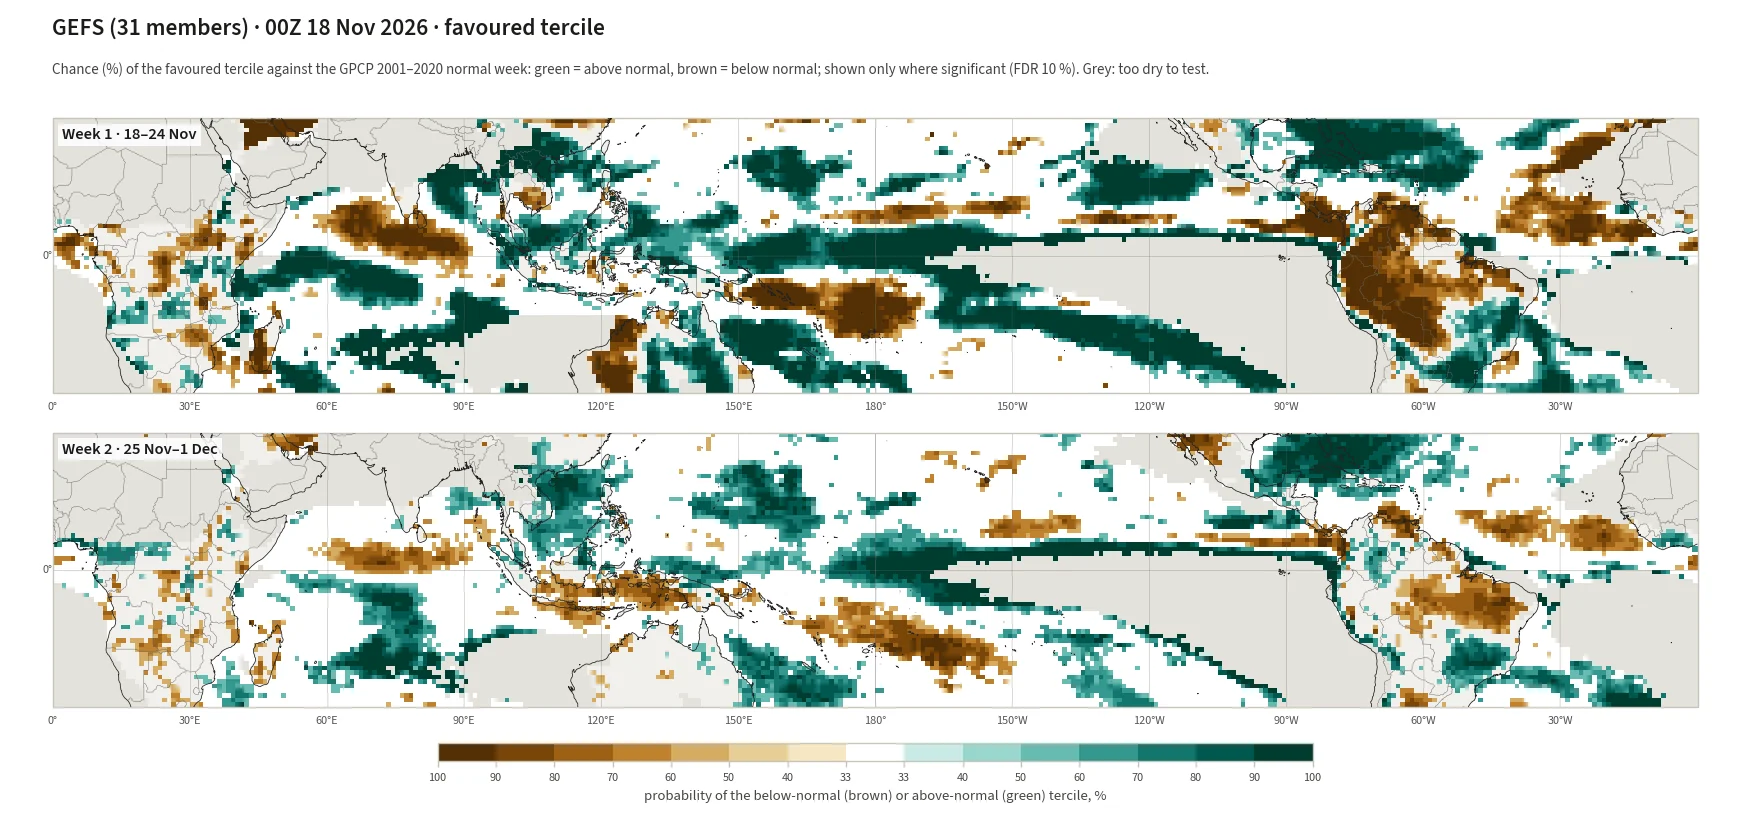 GEFS (31 members) · 00Z 18 Nov 2026 · favoured tercile
Chance (%) of the favoured tercile against the GPCP 2001–2020 normal week: green = above normal, brown = below normal; shown only where significant (FDR 10 %). Grey: too dry to test.
Week 1 · 18–24 Nov
0°
0° 30°E 60°E 90°E 120°E 150°E 180° 150°W 120°W 90°W 60°W 30°W
Week 2 · 25 Nov–1 Dec
0°
0° 30°E 60°E 90°E 120°E 150°E 180° 150°W 120°W 90°W 60°W 30°W
100 90 80 70 60 50 40 33 33 40 50 60 70 80 90 100
probability of the below-normal (brown) or above-normal (green) tercile, %